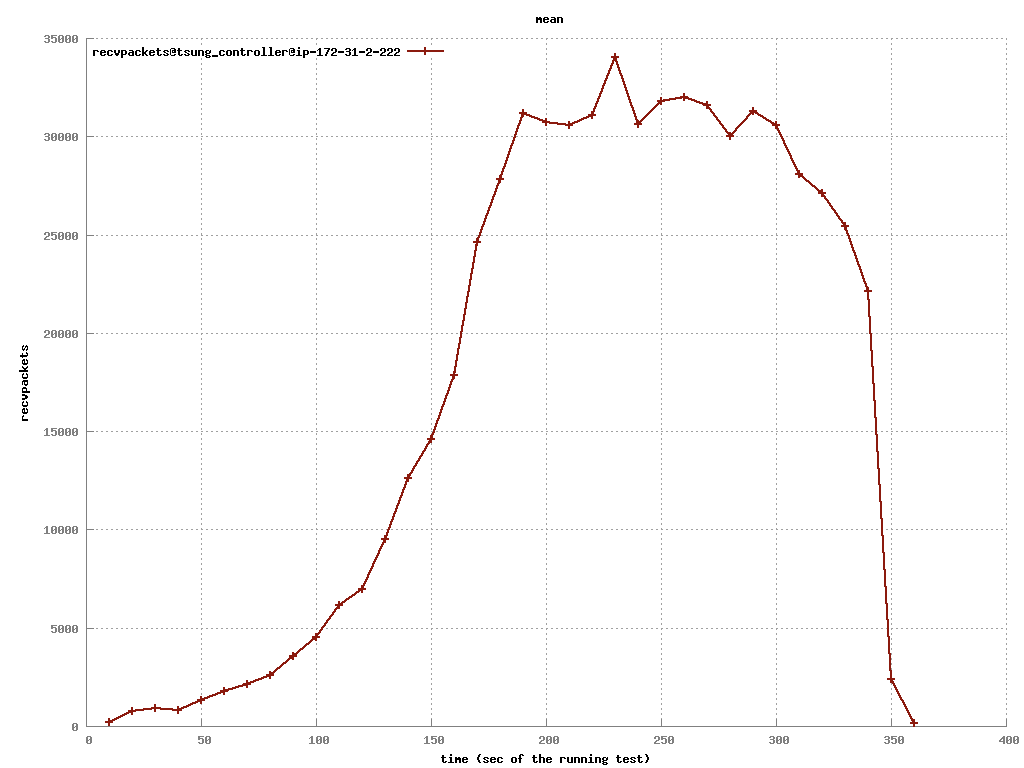 mean
recvpackets@tsung_controller@ip-172-31-2-222
35000
30000
25000
20000
15000
10000
5000
0
recvpackets
0 50 100 150 200 250 300 350 400
time (sec of the running test)